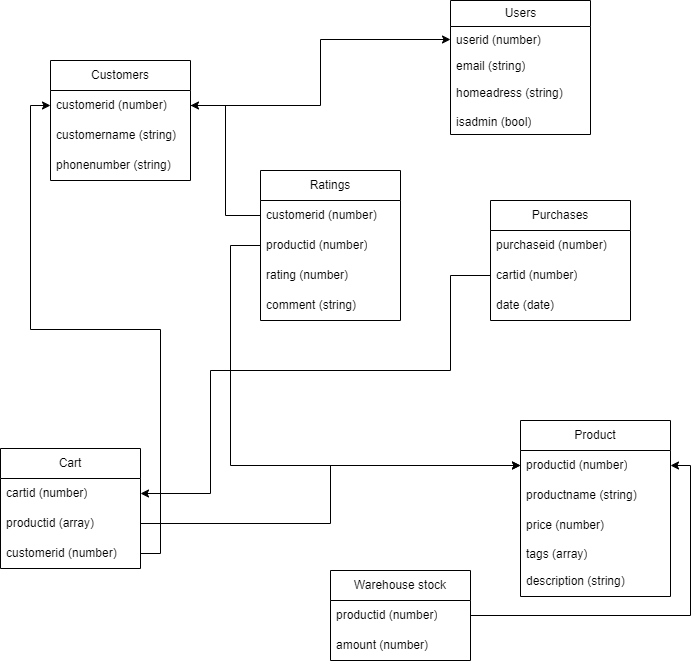 Users
userid (number)
email (string)
homeadress (string)
isadmin (bool)
Customers
customerid (number)
customername (string)
phonenumber (string)
Ratings
customerid (number)
productid (number)
rating (number)
comment (string)
Purchases
purchaseid (number)
cartid (number)
date (date)
Cart
cartid (number)
productid (array)
customerid (number)
Product
productid (number)
productname (string)
price (number)
tags (array)
description (string)
Warehouse stock
productid (number)
amount (number)